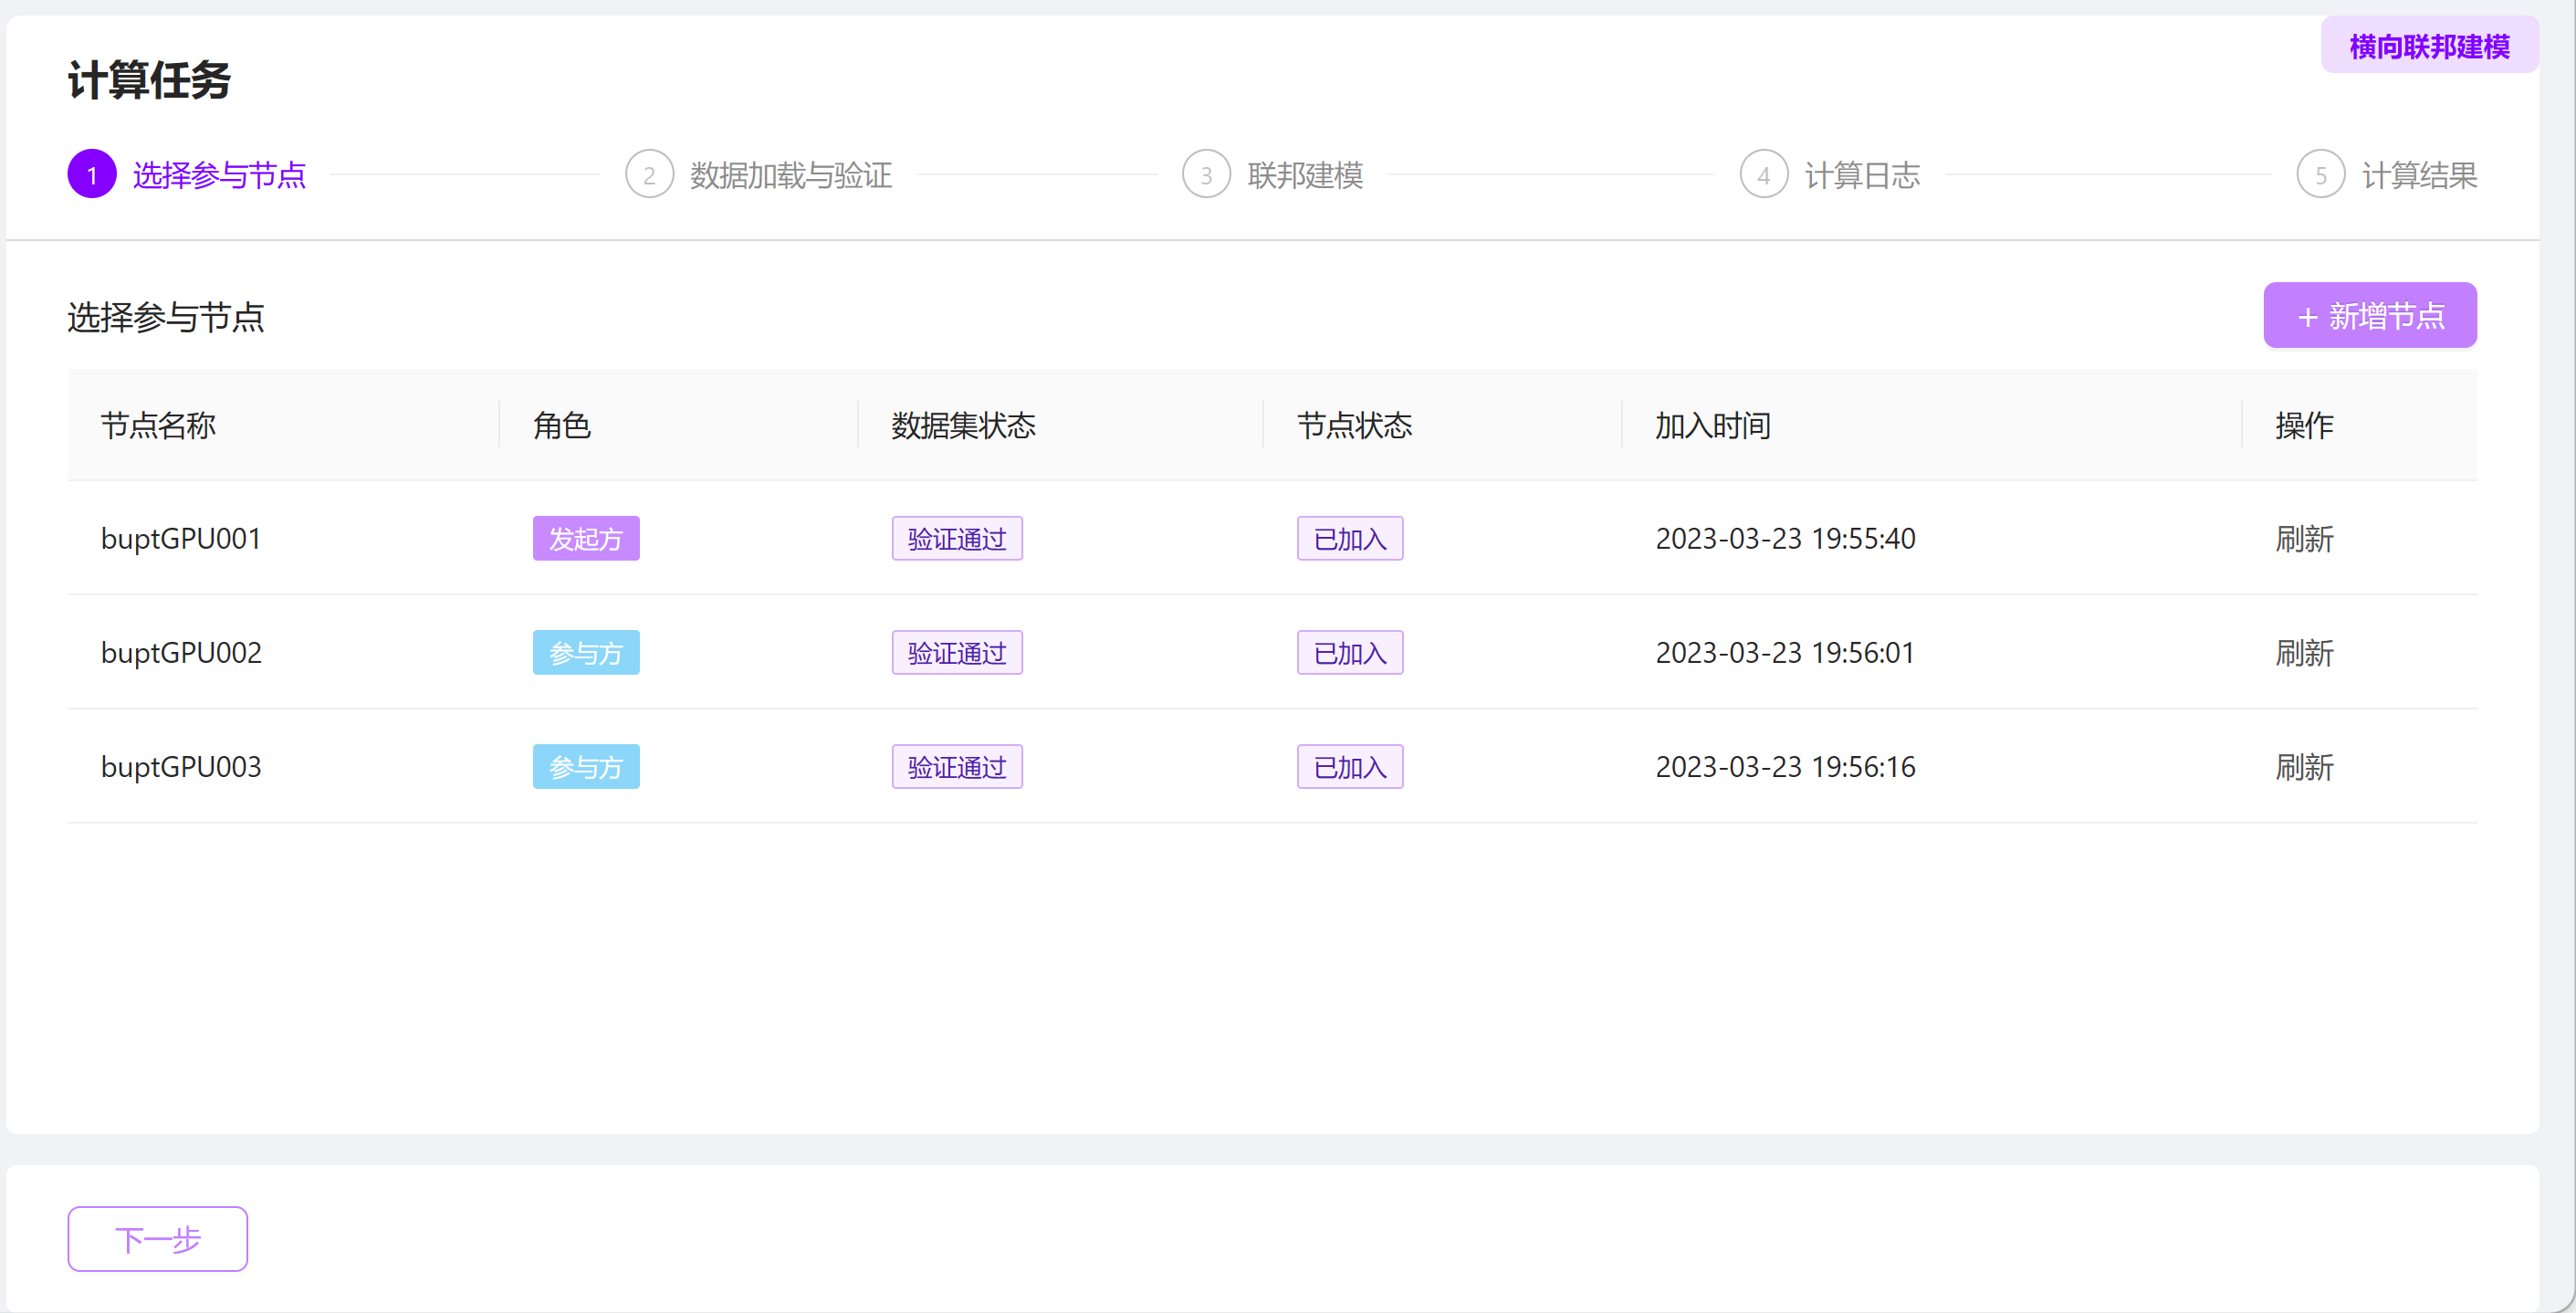 横向联邦建模
计算任务
1 选择参与节点 2 数据加载与验证 3 联邦建模 4 计算日志 5 计算结果
选择参与节点 + 新增节点
节点名称 角色 数据集状态 节点状态 加入时间 操作
buptGPU001 发起方 验证通过 已加入 2023-03-23 19:55:40 刷新
buptGPU002 参与方 验证通过 已加入 2023-03-23 19:56:01 刷新
buptGPU003 参与方 验证通过 已加入 2023-03-23 19:56:16 刷新
下一步